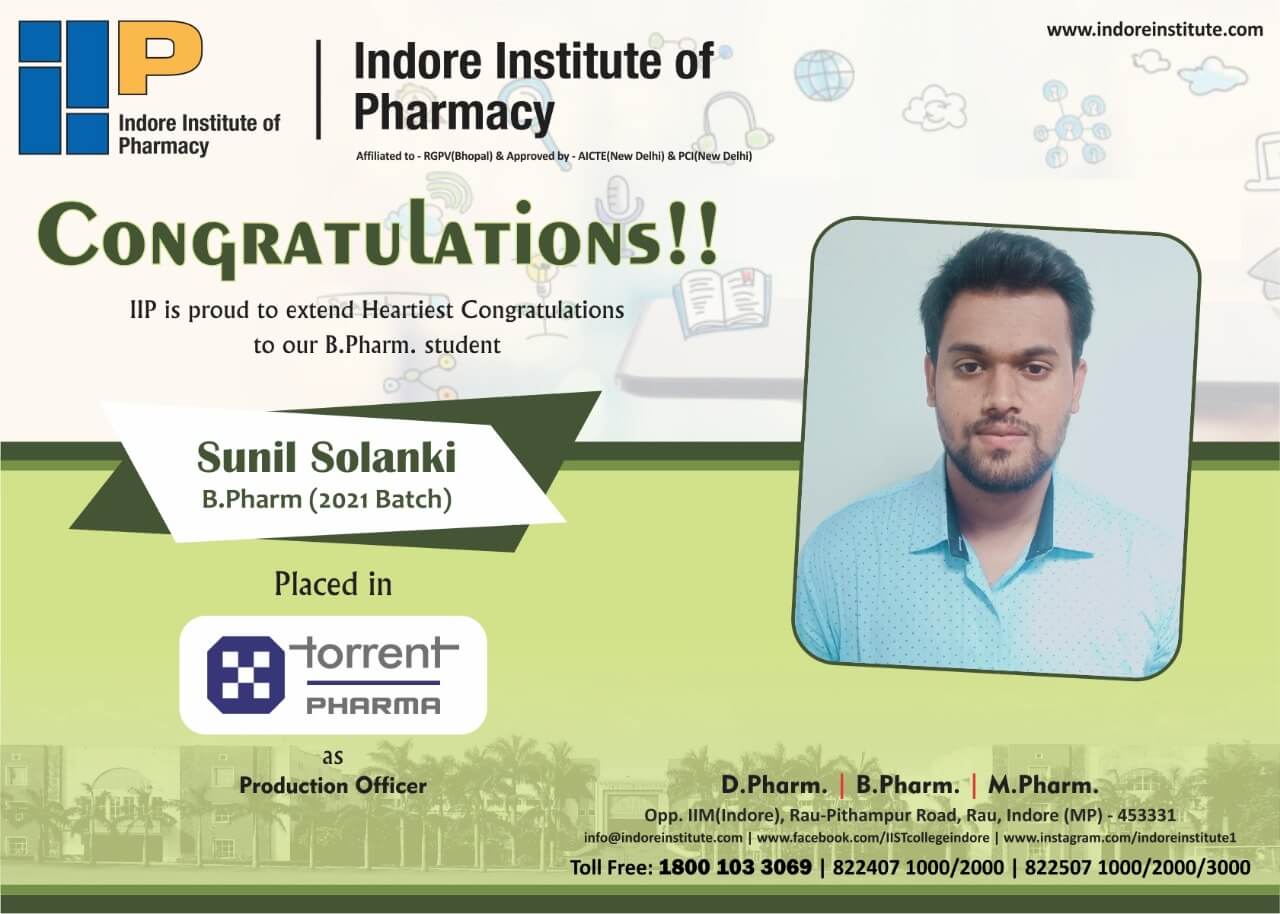 www.indoreinstitute.com
IIP
Indore Institute of
Pharmacy
Indore Institute of
Pharmacy
Affiliated to - RGPV(Bhopal) & Approved by - AICTE(New Delhi) & PCI(New Delhi)
Congratulations!!
IIP is proud to extend Heartiest Congratulations
to our B.Pharm. student
Sunil Solanki
B.Pharm (2021 Batch)
Placed in
torrent
PHARMA
as
Production Officer
D.Pharm. | B.Pharm. | M.Pharm.
Opp. IIM(Indore), Rau-Pithampur Road, Rau, Indore (MP) - 453331
info@indoreinstitute.com | www.facebook.com/IISTcollegeindore | www.instagram.com/indoreinstitute1
Toll Free: 1800 103 3069 | 822407 1000/2000 | 822507 1000/2000/3000